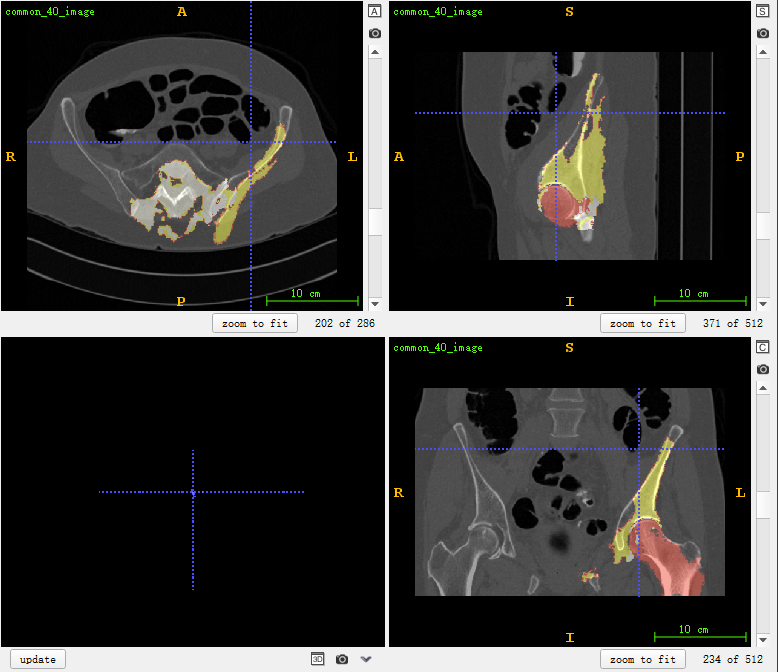 common_40_image
A
A
R
L
P
10 cm
zoom to fit
202 of 286
common_40_image
S
S
A
P
I
10 cm
zoom to fit
371 of 512
update
3D
common_40_image
S
C
R
L
I
10 cm
zoom to fit
234 of 512